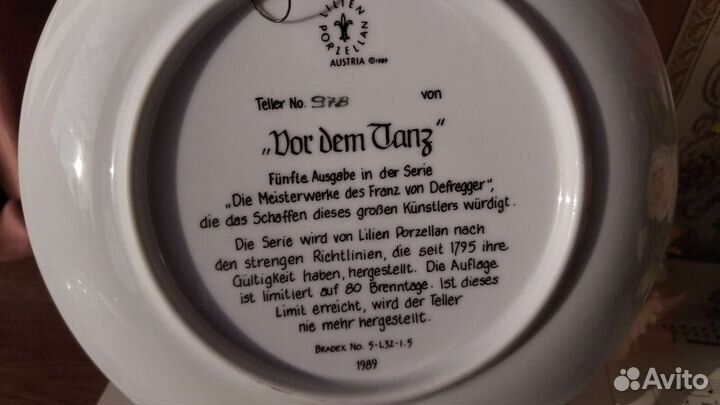 LILIEN
PORZELLAN
AUSTRIA © 1989
Teller No. 978 von
„Vor dem Tanz"
Fünfte Ausgabe in der Serie
„Die Meisterwerke des Franz von Defregger",
die das Schaffen dieses großen Künstlers würdigt.
Die Serie wird von Lilien Porzellan nach
den strengen Richtlinien, die seit 1795 ihre
Gültigkeit haben, hergestellt. Die Auflage
ist limitiert auf 80 Brenntage. Ist dieses
Limit erreicht, wird der Teller
nie mehr hergestellt.
BRADEX No. 5-L32-1.5
1989
Avito